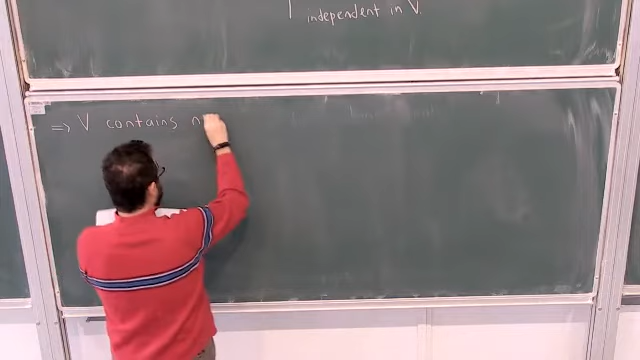 independent in V.
⇒ V contains n